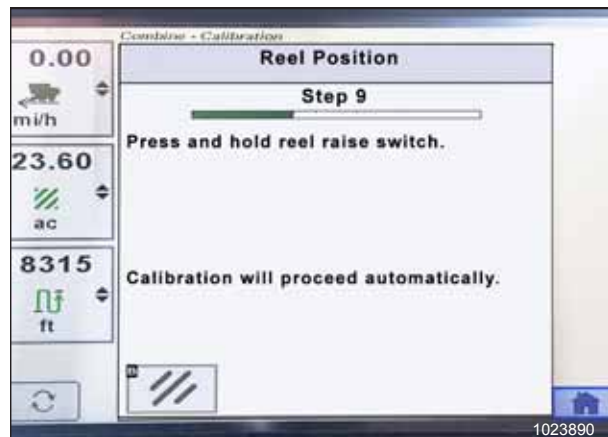 Combine - Calibration
0.00
mi/h
23.60
ac
8315
ft
Reel Position
Step 9
Press and hold reel raise switch.
Calibration will proceed automatically.
1023890